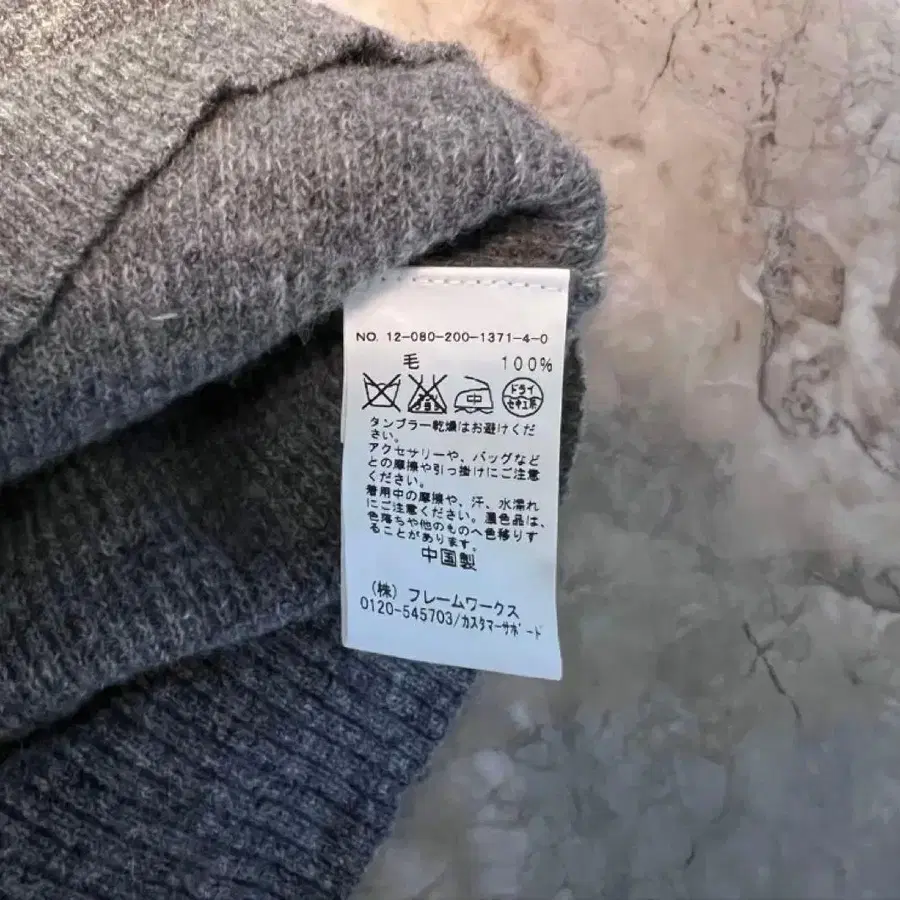 NO. 12-080-200-1371-4-0
毛 100%
中 ドライ
セキユ系
タンブラー乾燥はお避けくだ
さい。
アクセサリーや、バッグなど
との摩擦や引っ掛けにご注意
ください。
着用中の摩擦や、汗、水濡れ
にご注意ください。濃色品は、
色落ちや他のものへ色移りす
ることがあります。
中国製
(株) フレームワークス
0120-545703/カスタマーサポート